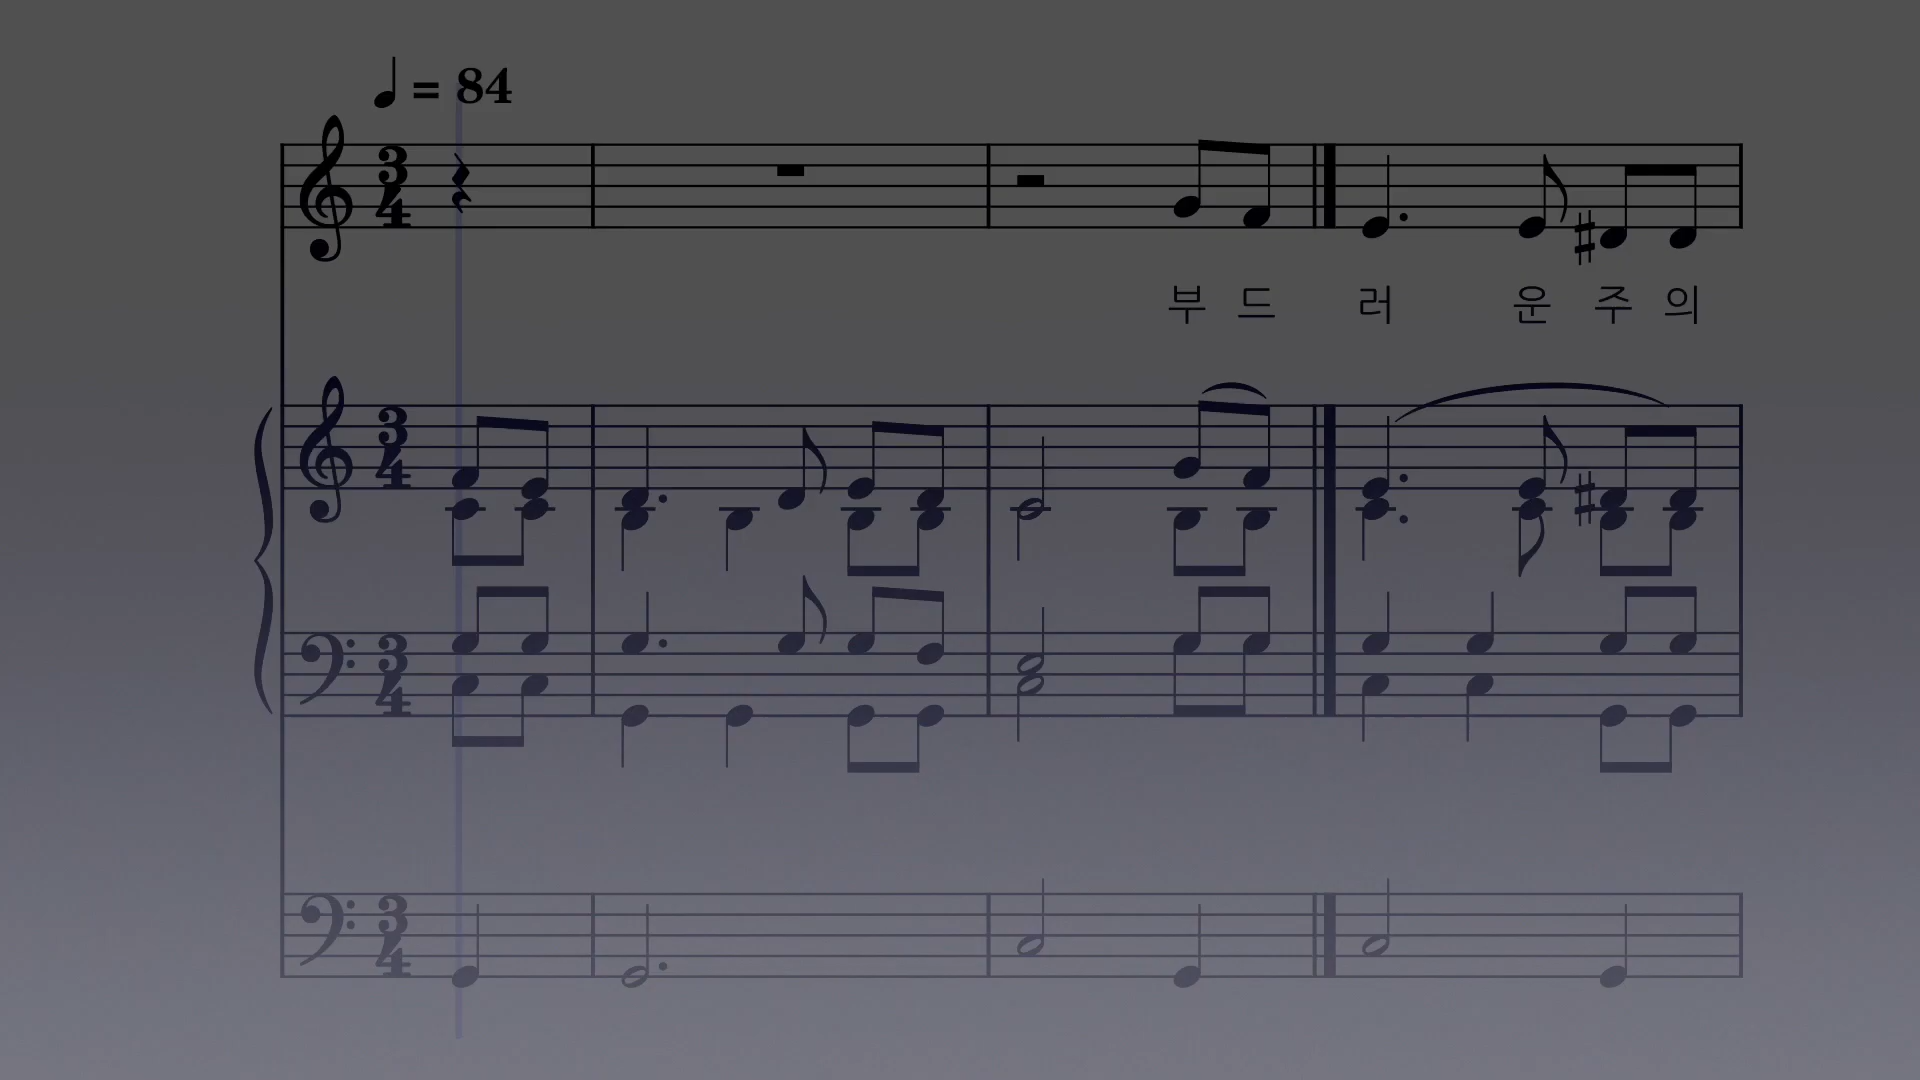 = 84
부 드 러 운 주 의